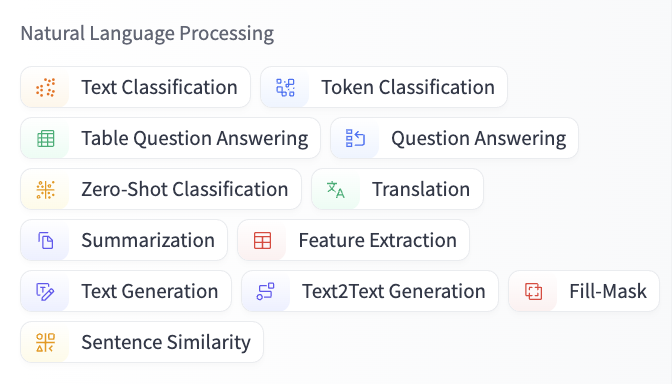 Natural Language Processing
Text Classification
Token Classification
Table Question Answering
Question Answering
Zero-Shot Classification
Translation
Summarization
Feature Extraction
Text Generation
Text2Text Generation
Fill-Mask
Sentence Similarity